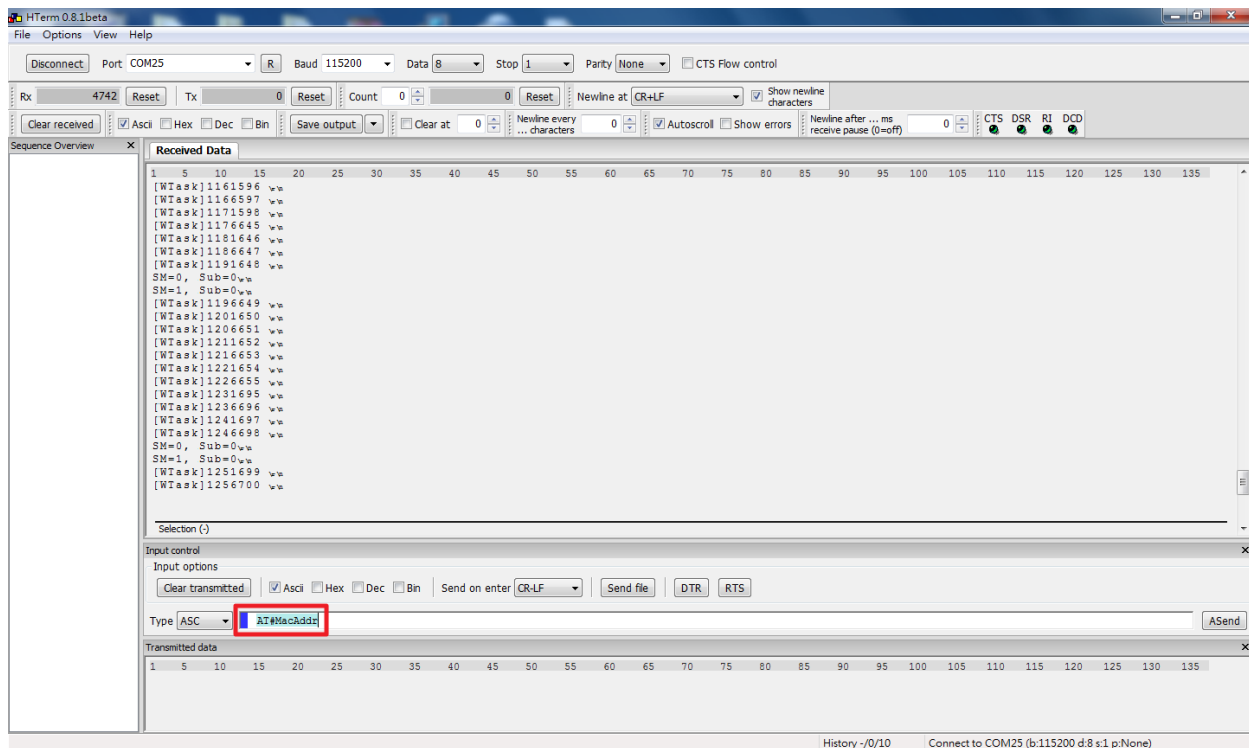 HTerm 0.8.1beta
File Options View Help
Disconnect Port COM25 R Baud 115200 Data 8 Stop 1 Parity None CTS Flow control
Rx 4742 Reset Tx 0 Reset Count 0 0 Reset Newline at CR+LF Show newline characters
Clear received Ascii Hex Dec Bin Save output Clear at 0 Newline every ... characters 0 Autoscroll Show errors Newline after ... ms receive pause (0=off) 0 CTS DSR RI DCD
Sequence Overview
Received Data
1 5 10 15 20 25 30 35 40 45 50 55 60 65 70 75 80 85 90 95 100 105 110 115 120 125 130 135
[WTask]1161596 \r\n
[WTask]1166597 \r\n
[WTask]1171598 \r\n
[WTask]1176645 \r\n
[WTask]1181646 \r\n
[WTask]1186647 \r\n
[WTask]1191648 \r\n
SM=0, Sub=0\r\n
SM=1, Sub=0\r\n
[WTask]1196649 \r\n
[WTask]1201650 \r\n
[WTask]1206651 \r\n
[WTask]1211652 \r\n
[WTask]1216653 \r\n
[WTask]1221654 \r\n
[WTask]1226655 \r\n
[WTask]1231695 \r\n
[WTask]1236696 \r\n
[WTask]1241697 \r\n
[WTask]1246698 \r\n
SM=0, Sub=0\r\n
SM=1, Sub=0\r\n
[WTask]1251699 \r\n
[WTask]1256700 \r\n
Selection (-)
Input control
Input options
Clear transmitted Ascii Hex Dec Bin Send on enter CR-LF Send file DTR RTS
Type ASC AT#MacAddr ASend
Transmitted data
1 5 10 15 20 25 30 35 40 45 50 55 60 65 70 75 80 85 90 95 100 105 110 115 120 125 130 135
History -/0/10 Connect to COM25 (b:115200 d:8 s:1 p:None)